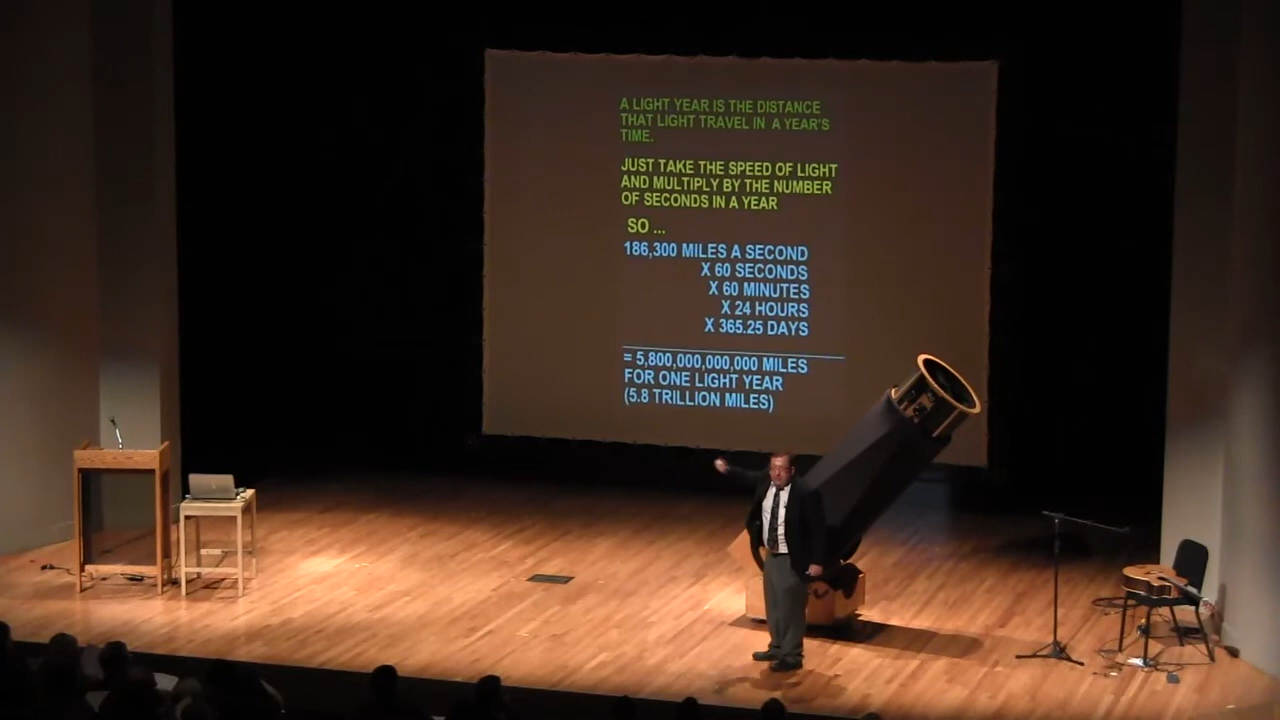 A LIGHT YEAR IS THE DISTANCE
THAT LIGHT TRAVEL IN A YEAR'S
TIME.
JUST TAKE THE SPEED OF LIGHT
AND MULTIPLY BY THE NUMBER
OF SECONDS IN A YEAR
SO ...
186,300 MILES A SECOND
X 60 SECONDS
X 60 MINUTES
X 24 HOURS
X 365.25 DAYS
= 5,800,000,000,000 MILES
FOR ONE LIGHT YEAR
(5.8 TRILLION MILES)